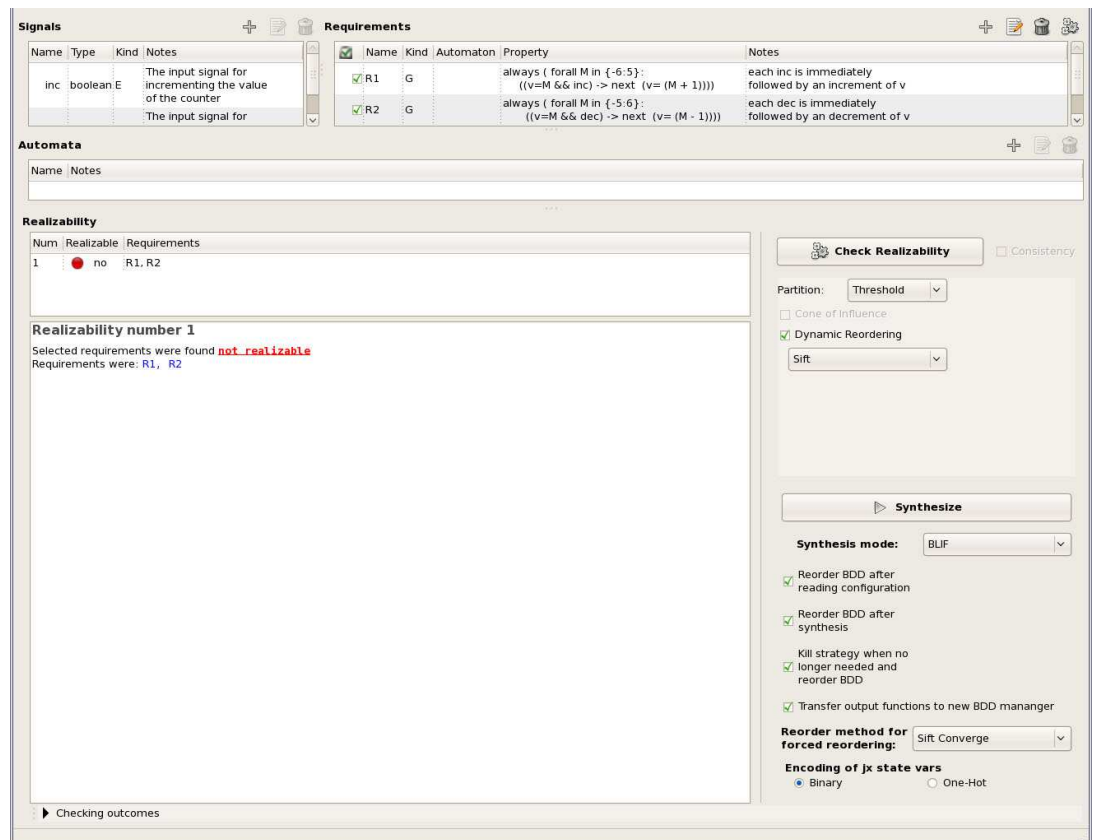 Signals
Requirements
Name Type Kind Notes
inc boolean E The input signal for
incrementing the value
of the counter
The input signal for
Name Kind Automaton Property Notes
R1 G always ( forall M in {-6:5}: each inc is immediately
((v=M && inc) -> next (v= (M + 1)))) followed by an increment of v
R2 G always ( forall M in {-5:6}: each dec is immediately
((v=M && dec) -> next (v= (M - 1)))) followed by an decrement of v
Automata
Name Notes
Realizability
Num Realizable Requirements
1 no R1, R2
Realizability number 1
Selected requirements were found not realizable
Requirements were: R1, R2
Checking outcomes
Check Realizability
Consistency
Partition: Threshold
Cone of Influence
Dynamic Reordering
Sift
Synthesize
Synthesis mode: BLIF
Reorder BDD after
reading configuration
Reorder BDD after
synthesis
Kill strategy when no
longer needed and
reorder BDD
Transfer output functions to new BDD mananger
Reorder method for
forced reordering: Sift Converge
Encoding of jx state vars
Binary One-Hot